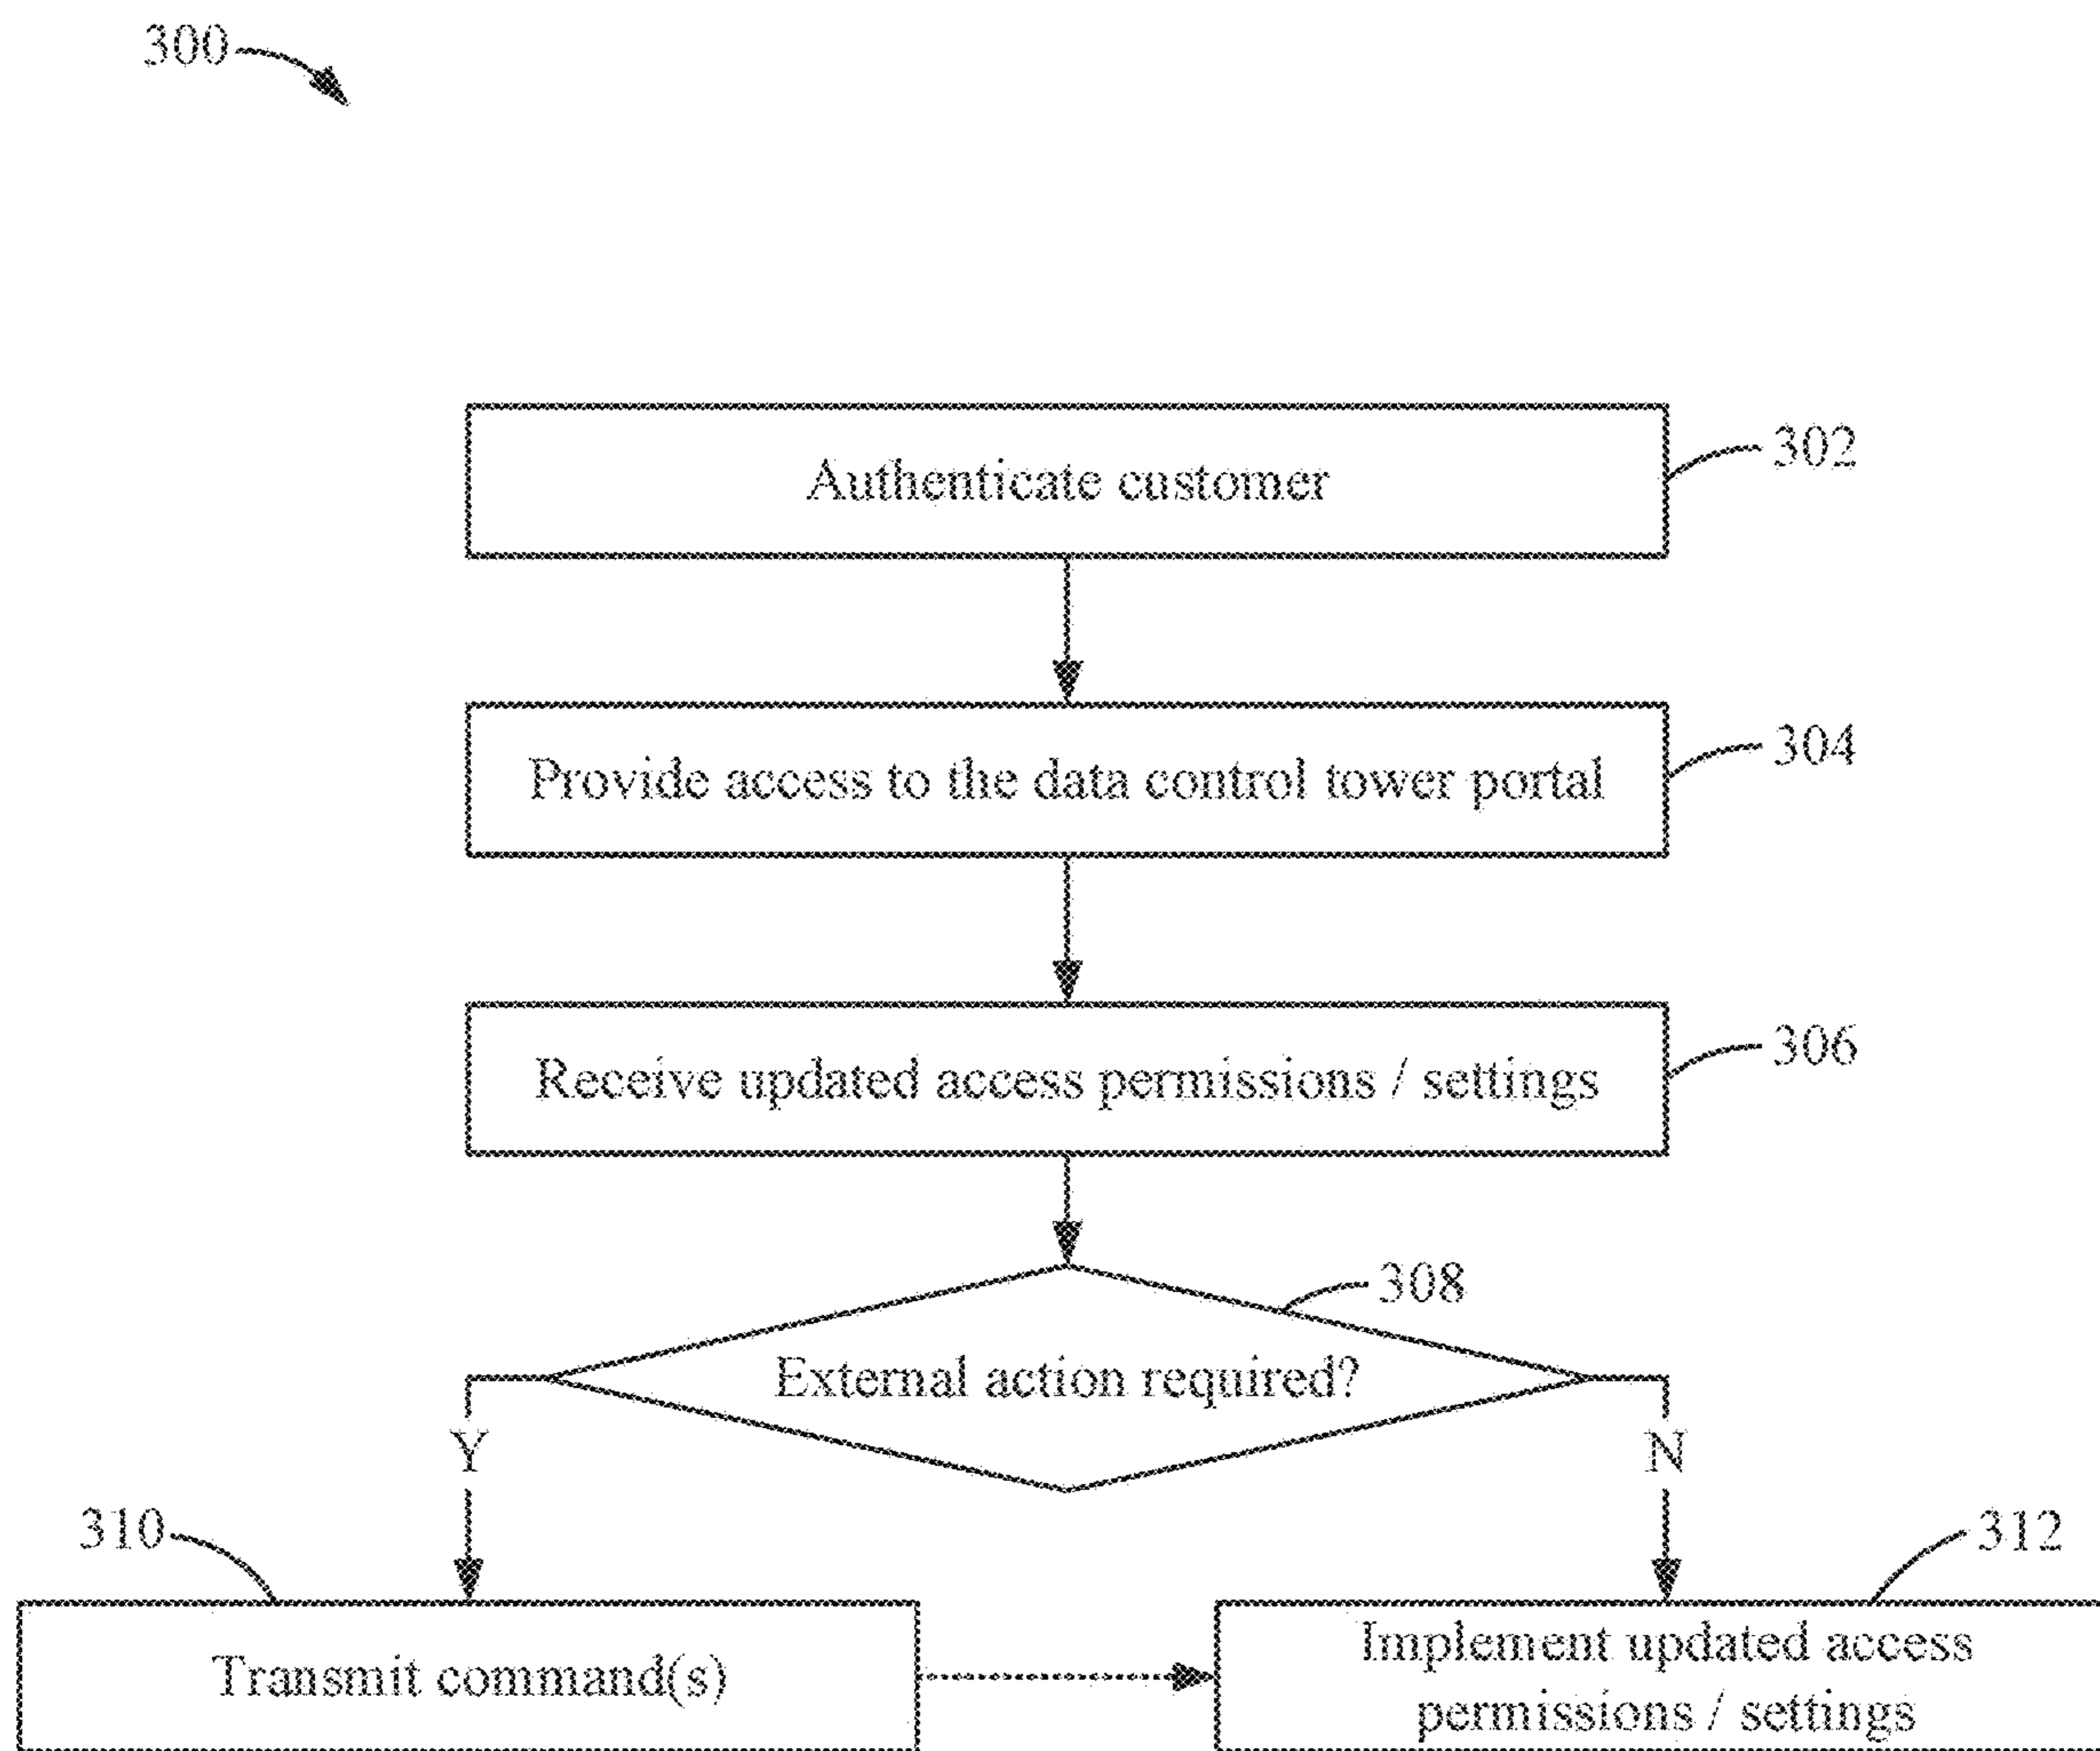 300
Authenticate customer
302
Provide access to the data control tower portal
304
Receive updated access permissions / settings
306
308
External action required?
Y
N
310
312
Transmit command(s)
Implement updated access
permissions / settings